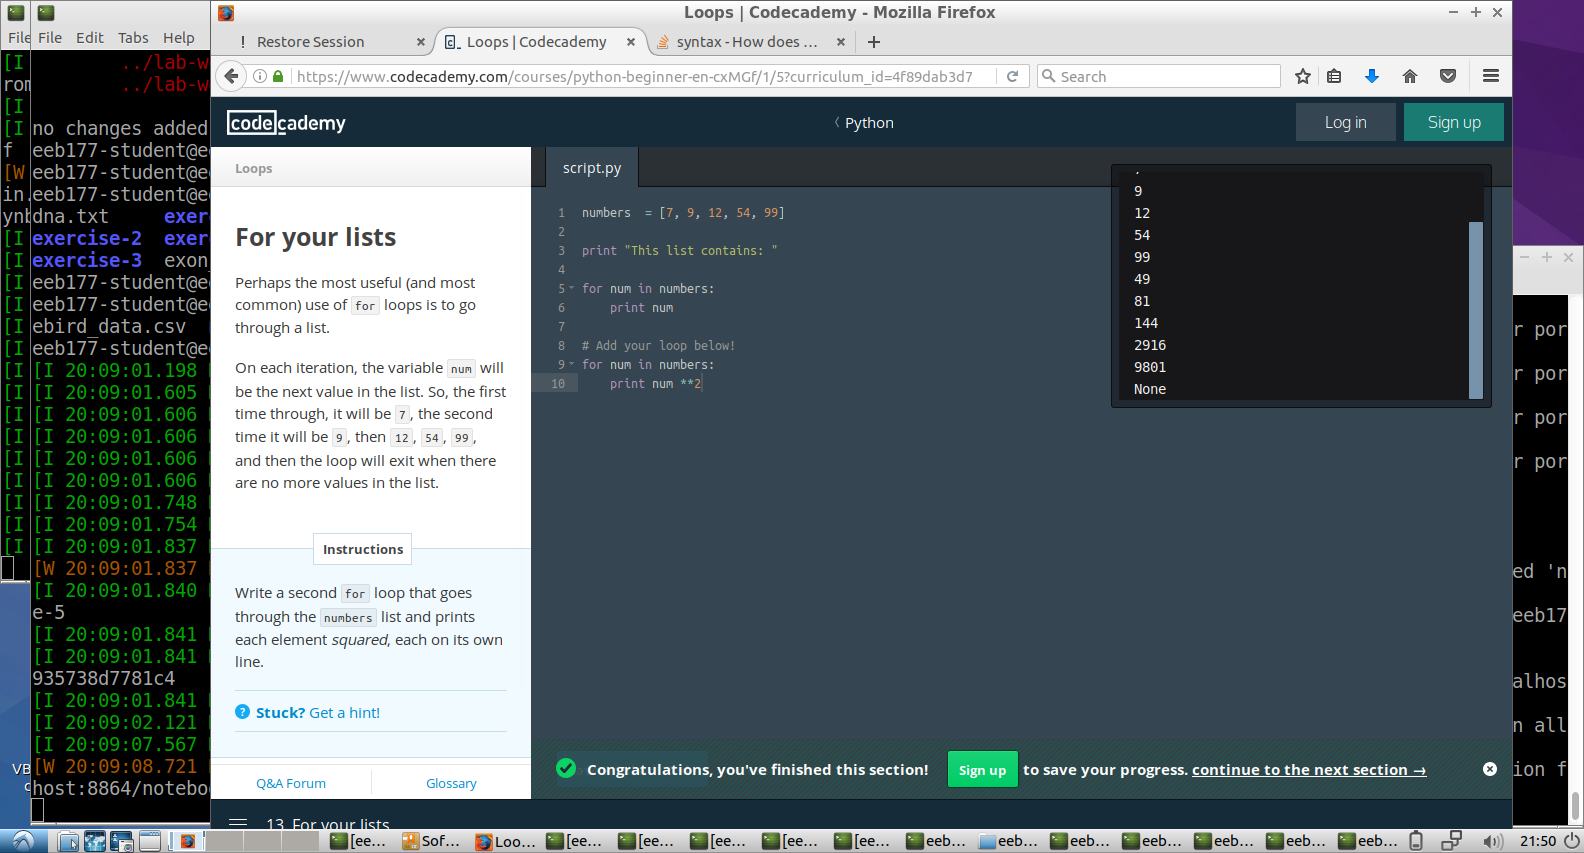 Loops | Codecademy - Mozilla Firefox
File
File Edit Tabs Help
Restore Session
Loops | Codecademy
syntax - How does ...
https://www.codecademy.com/courses/python-beginner-en-cxMGf/1/5?curriculum_id=4f89dab3d7
Search
codecademy
Python
Log in
Sign up
Loops
For your lists
Perhaps the most useful (and most
common) use of for loops is to go
through a list.
On each iteration, the variable num will
be the next value in the list. So, the first
time through, it will be 7, the second
time it will be 9, then 12, 54, 99,
and then the loop will exit when there
are no more values in the list.
Instructions
Write a second for loop that goes
through the numbers list and prints
each element squared, each on its own
line.
? Stuck? Get a hint!
Q&A Forum
Glossary
13. For your lists
script.py
1 numbers = [7, 9, 12, 54, 99]
2
3 print "This list contains: "
4
5 for num in numbers:
6 print num
7
8 # Add your loop below!
9 for num in numbers:
10 print num **2
9
12
54
99
49
81
144
2916
9801
None
Congratulations, you've finished this section! Sign up to save your progress. continue to the next section →
[I
rom
[I
[I
f
[W
in.
ynb
[I
[I
[I
[I
[I
[I
[I
[I
[I
[I
[I
[I
[I
[I
../lab-w
../lab-w
no changes added
eeb177-student@ee
eeb177-student@ee
eeb177-student@ee
dna.txt exer
exercise-2 exer
exercise-3 exon
eeb177-student@ee
eeb177-student@ee
ebird_data.csv
eeb177-student@ee
[I 20:09:01.198
[I 20:09:01.605
[I 20:09:01.606
[I 20:09:01.606
[I 20:09:01.606
[I 20:09:01.606
[I 20:09:01.748
[I 20:09:01.754
[I 20:09:01.837
[W 20:09:01.837
[I 20:09:01.840
e-5
[I 20:09:01.841
[I 20:09:01.841
935738d7781c4
[I 20:09:01.841
[I 20:09:02.121
[I 20:09:07.567
[W 20:09:08.721
host:8864/notebo
VB
r por
r por
r por
r por
ed 'n
eeb17
alhos
n all
ion f
[ee...
Sof...
Loo...
[ee...
[ee...
[ee...
[ee...
[ee...
eeb...
eeb...
eeb...
eeb...
eeb...
eeb...
eeb...
21:50